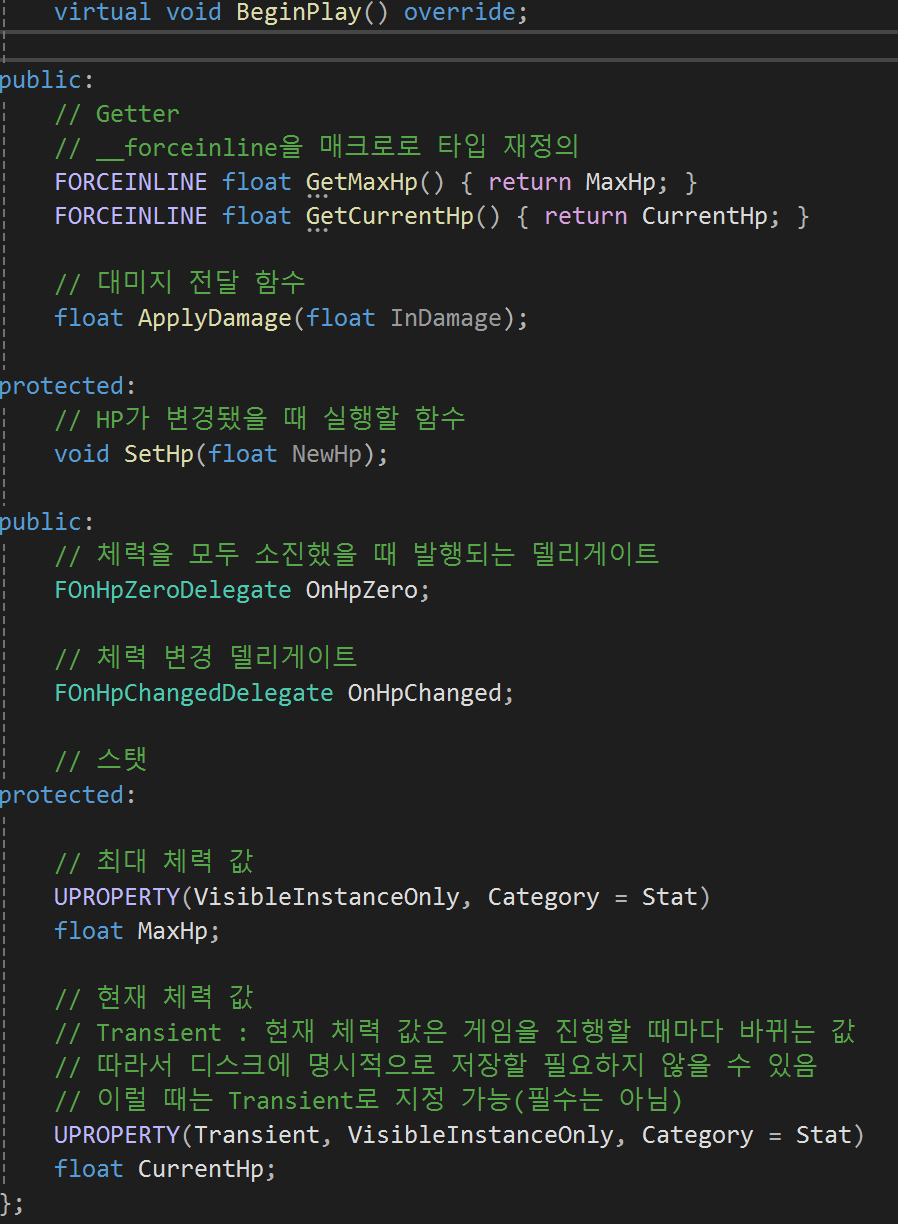 virtual void BeginPlay() override;
public:
// Getter
// __forceinline을 매크로로 타입 재정의
FORCEINLINE float GetMaxHp() { return MaxHp; }
FORCEINLINE float GetCurrentHp() { return CurrentHp; }
// 대미지 전달 함수
float ApplyDamage(float InDamage);
protected:
// HP가 변경됐을 때 실행할 함수
void SetHp(float NewHp);
public:
// 체력을 모두 소진했을 때 발행되는 델리게이트
FOnHpZeroDelegate OnHpZero;
// 체력 변경 델리게이트
FOnHpChangedDelegate OnHpChanged;
// 스탯
protected:
// 최대 체력 값
UPROPERTY(VisibleInstanceOnly, Category = Stat)
float MaxHp;
// 현재 체력 값
// Transient : 현재 체력 값은 게임을 진행할 때마다 바뀌는 값
// 따라서 디스크에 명시적으로 저장할 필요하지 않을 수 있음
// 이럴 때는 Transient로 지정 가능(필수는 아님)
UPROPERTY(Transient, VisibleInstanceOnly, Category = Stat)
float CurrentHp;
};